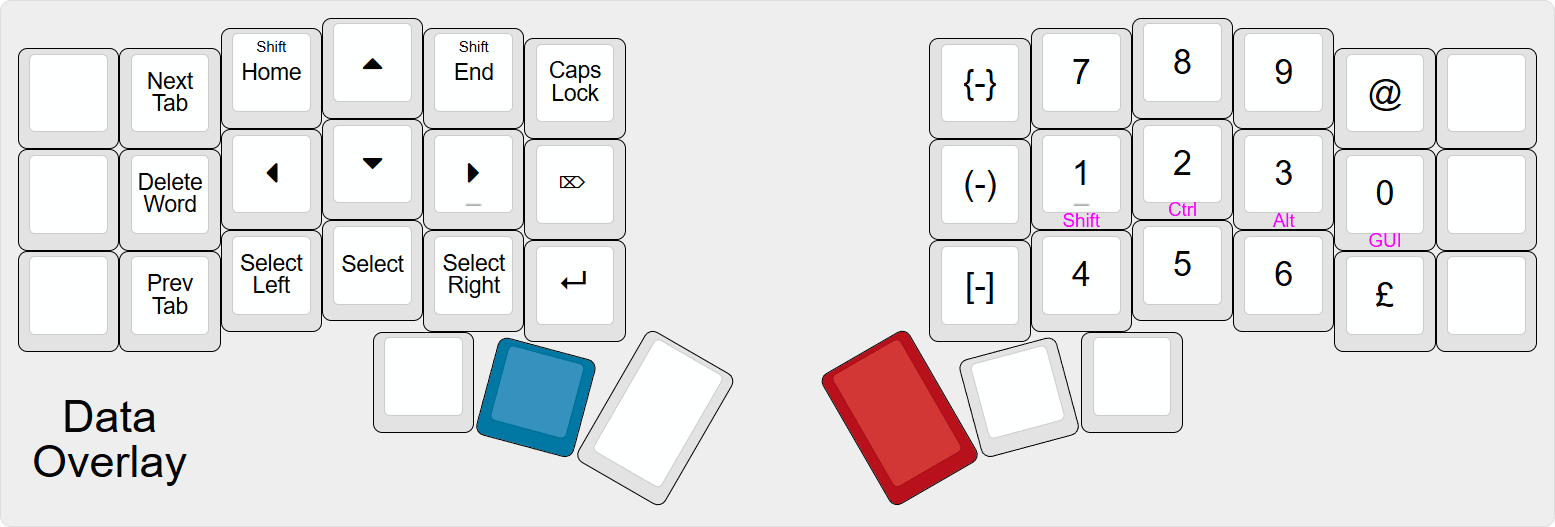 Next
Tab
Shift
Home
▲
Shift
End
Caps
Lock
{-}
7
8
9
@
Delete
Word
◀
▼
▶
_
⌦
(-)
1
_
Shift
2
Ctrl
3
Alt
0
GUI
Prev
Tab
Select
Left
Select
Select
Right
↵
[-]
4
5
6
£
Data
Overlay